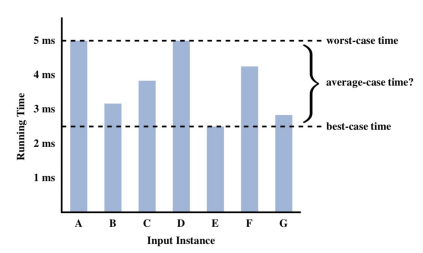 5 ms
worst-case time
4 ms
average-case time?
3 ms
best-case time
2 ms
1 ms
Running Time
A B C D E F G
Input Instance